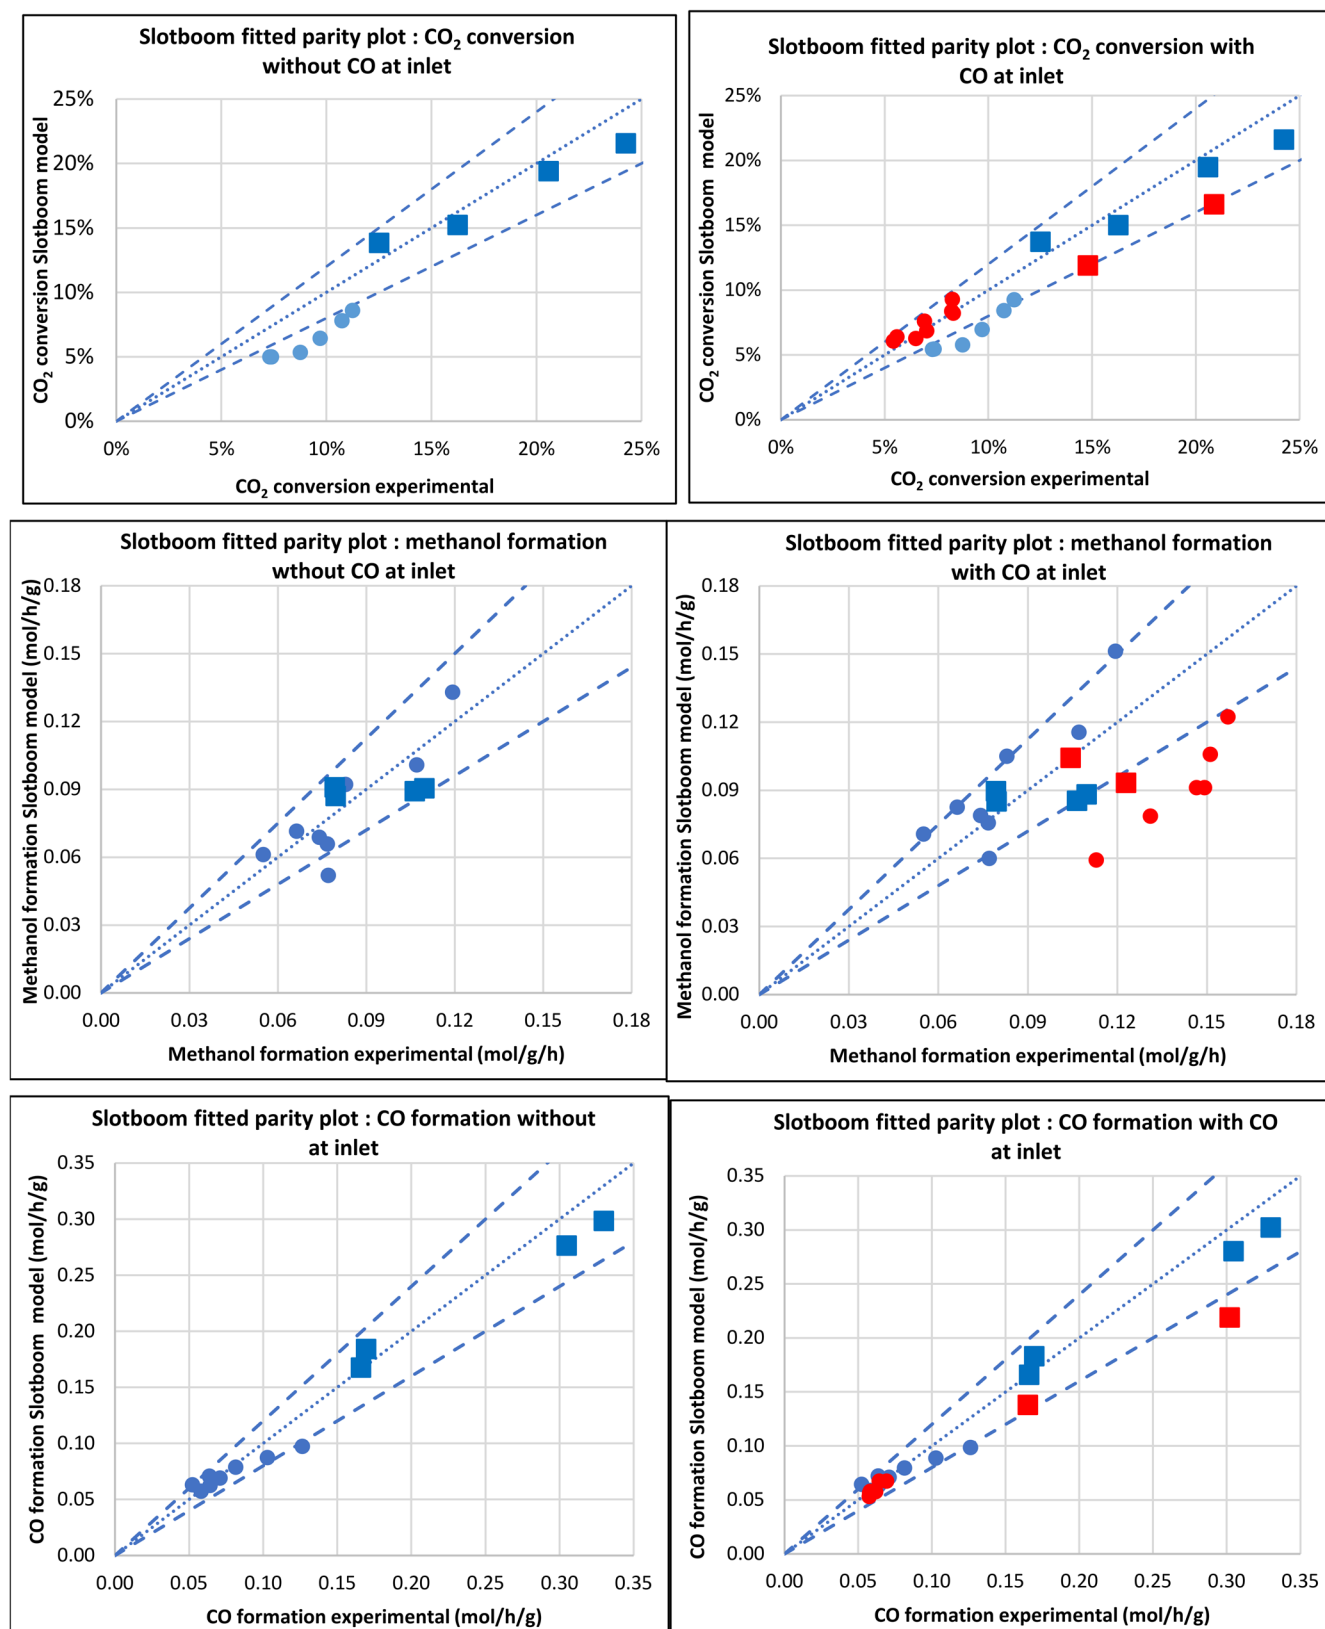 Slotboom fitted parity plot : CO2 conversion
without CO at inlet
CO2 conversion Slotboom model
25%
20%
15%
10%
5%
0%
0% 5% 10% 15% 20% 25%
CO2 conversion experimental
Slotboom fitted parity plot : CO2 conversion with
CO at inlet
CO2 conversion Slotboom model
25%
20%
15%
10%
5%
0%
0% 5% 10% 15% 20% 25%
CO2 conversion experimental
Slotboom fitted parity plot : methanol formation
wthout CO at inlet
Methanol formation Slotboom model (mol/h/g)
0.18
0.15
0.12
0.09
0.06
0.03
0.00
0.00 0.03 0.06 0.09 0.12 0.15 0.18
Methanol formation experimental (mol/g/h)
Slotboom fitted parity plot : methanol formation
with CO at inlet
Methanol formation Slotboom model (mol/h/g)
0.18
0.15
0.12
0.09
0.06
0.03
0.00
0.00 0.03 0.06 0.09 0.12 0.15 0.18
Methanol formation experimental (mol/g/h)
Slotboom fitted parity plot : CO formation without
at inlet
CO formation Slotboom model (mol/h/g)
0.35
0.30
0.25
0.20
0.15
0.10
0.05
0.00
0.00 0.05 0.10 0.15 0.20 0.25 0.30 0.35
CO formation experimental (mol/h/g)
Slotboom fitted parity plot : CO formation with CO
at inlet
CO formation Slotboom model (mol/h/g)
0.35
0.30
0.25
0.20
0.15
0.10
0.05
0.00
0.00 0.05 0.10 0.15 0.20 0.25 0.30 0.35
CO formation experimental (mol/h/g)